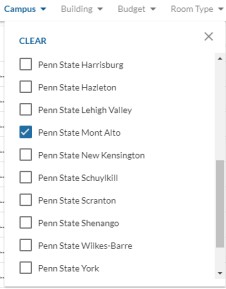 Campus Building Budget Room Type
CLEAR
Penn State Harrisburg
Penn State Hazleton
Penn State Lehigh Valley
Penn State Mont Alto
Penn State New Kensington
Penn State Schuylkill
Penn State Scranton
Penn State Shenango
Penn State Wilkes-Barre
Penn State York